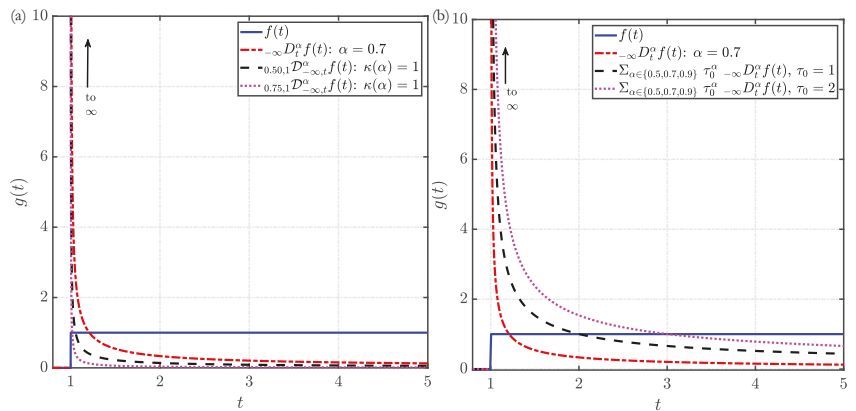 (a)
10
8
6
4
2
0
g(t)
to
∞
f(t)
₋∞D_t^α f(t): α = 0.7
₀.₅₀,₁𝒟^α_{−∞,t} f(t): κ(α) = 1
₀.₇₅,₁𝒟^α_{−∞,t} f(t): κ(α) = 1
1 2 3 4 5
t
(b)
10
8
6
4
2
0
g(t)
to
∞
f(t)
₋∞D_t^α f(t): α = 0.7
Σ_{α∈{0.5,0.7,0.9}} τ_0^α ₋∞D_t^α f(t), τ_0 = 1
Σ_{α∈{0.5,0.7,0.9}} τ_0^α ₋∞D_t^α f(t), τ_0 = 2
1 2 3 4 5
t